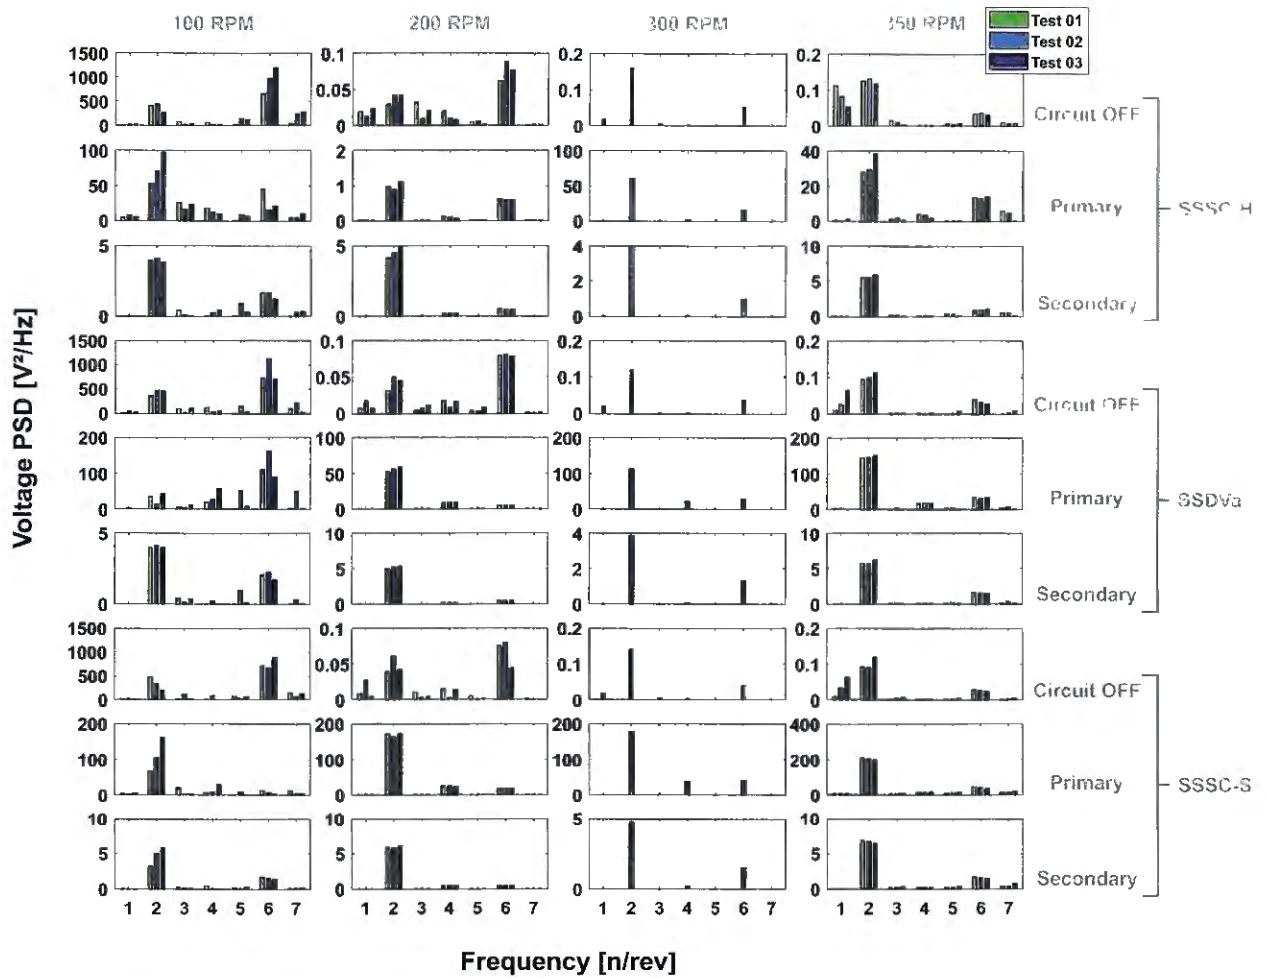 100 RPM 200 RPM 300 RPM 350 RPM
Test 01
Test 02
Test 03
1500 0.1 0.2 0.2
1000
500 0.05 0.1 0.1
0 0 0 0
Circuit OFF
100 2 100 40
50 1 50 20
0 0 0 0
Primary
SSSC-H
5 5 4 10
2 5
0 0 0 0
Secondary
1500 0.1 0.2 0.2
1000
500 0.05 0.1 0.1
0 0 0 0
Circuit OFF
200 100 200 200
100 50 100 100
0 0 0 0
Primary
SSDVa
5 10 4 10
5 2 5
0 0 0 0
Secondary
1500 0.1 0.2 0.2
1000
500 0.05 0.1 0.1
0 0 0 0
Circuit OFF
200 200 200 400
100 100 100 200
0 0 0 0
Primary
SSSC-S
10 10 5 10
5 5 5
0 0 0 0
Secondary
1 2 3 4 5 6 7 1 2 3 4 5 6 7 1 2 3 4 5 6 7 1 2 3 4 5 6 7
Voltage PSD [V²/Hz]
Frequency [n/rev]